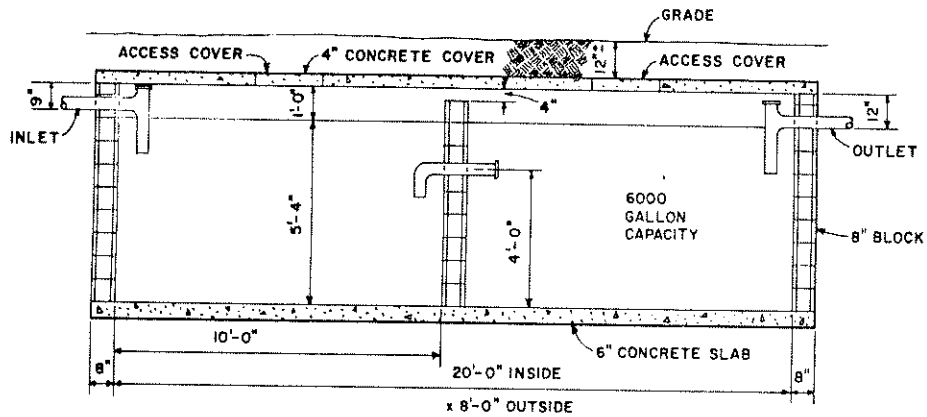 GRADE
ACCESS COVER
4" CONCRETE COVER
12"±
ACCESS COVER
9"
1'-0"
4"
12"
INLET
OUTLET
5'-4"
4'-0"
6000
GALLON
CAPACITY
8" BLOCK
10'-0"
6" CONCRETE SLAB
8"
20'-0" INSIDE
8"
x 8'-0" OUTSIDE